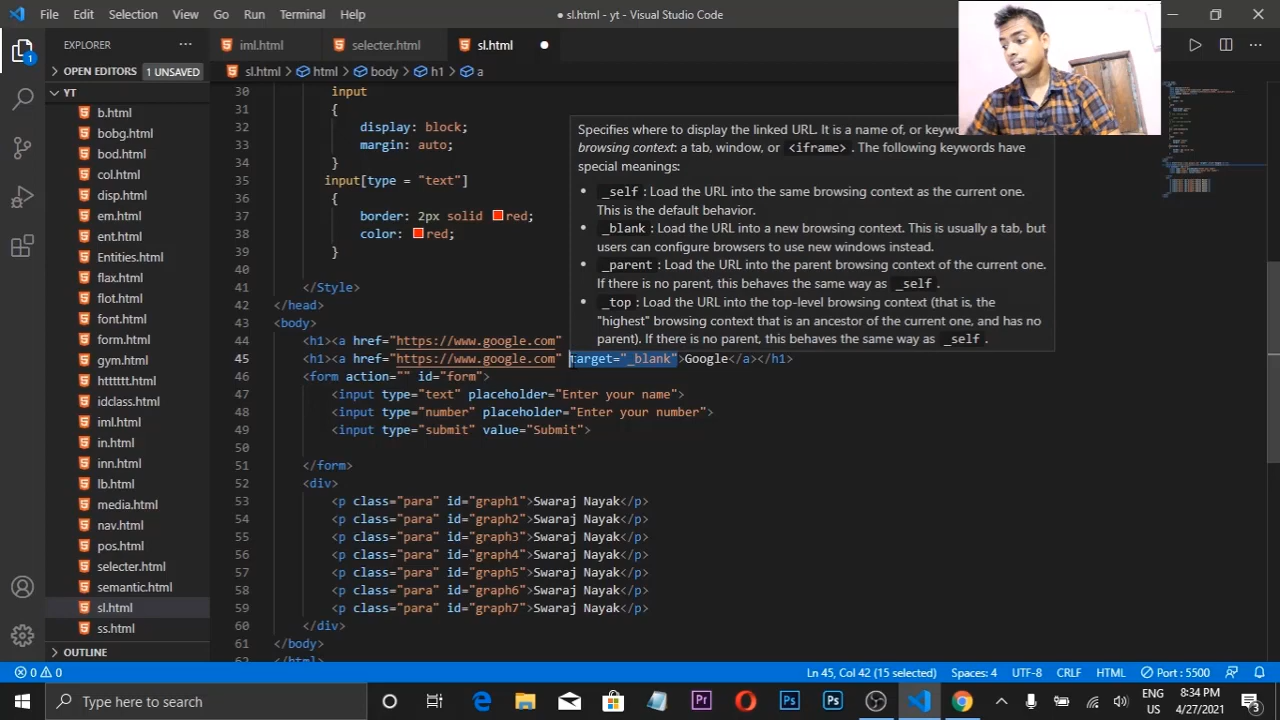 File Edit Selection View Go Run Terminal Help
● sl.html - yt - Visual Studio Code
EXPLORER
iml.html
selecter.html
sl.html
OPEN EDITORS 1 UNSAVED
sl.html > html > body > h1 > a
YT
b.html
bobg.html
bod.html
col.html
disp.html
em.html
ent.html
Entities.html
flax.html
flot.html
font.html
form.html
gym.html
htttttt.html
idclass.html
iml.html
in.html
inn.html
lb.html
media.html
nav.html
pos.html
selecter.html
semantic.html
sl.html
ss.html
OUTLINE
1
30 input
31 {
32 display: block;
33 margin: auto;
34 }
35 input[type = "text"]
36 {
37 border: 2px solid red;
38 color: red;
39 }
40
41 </Style>
42 </head>
43 <body>
44 <h1><a href="https://www.google.com"
45 <h1><a href="https://www.google.com" target="_blank">Google</a></h1>
46 <form action="" id="form">
47 <input type="text" placeholder="Enter your name">
48 <input type="number" placeholder="Enter your number">
49 <input type="submit" value="Submit">
50
51 </form>
52 <div>
53 <p class="para" id="graph1">Swaraj Nayak</p>
54 <p class="para" id="graph2">Swaraj Nayak</p>
55 <p class="para" id="graph3">Swaraj Nayak</p>
56 <p class="para" id="graph4">Swaraj Nayak</p>
57 <p class="para" id="graph5">Swaraj Nayak</p>
58 <p class="para" id="graph6">Swaraj Nayak</p>
59 <p class="para" id="graph7">Swaraj Nayak</p>
60 </div>
61 </body>
62 </html>
Specifies where to display the linked URL. It is a name of, or keyw
browsing context: a tab, window, or <iframe>. The following keywords have
special meanings:
• _self: Load the URL into the same browsing context as the current one.
This is the default behavior.
• _blank: Load the URL into a new browsing context. This is usually a tab, but
users can configure browsers to use new windows instead.
• _parent: Load the URL into the parent browsing context of the current one.
If there is no parent, this behaves the same way as _self.
• _top: Load the URL into the top-level browsing context (that is, the
"highest" browsing context that is an ancestor of the current one, and has no
parent). If there is no parent, this behaves the same way as _self.
0 0
Ln 45, Col 42 (15 selected) Spaces: 4 UTF-8 CRLF HTML Port : 5500
Type here to search
Pr
Ps
Ps
ENG
US
8:34 PM
4/27/2021
3